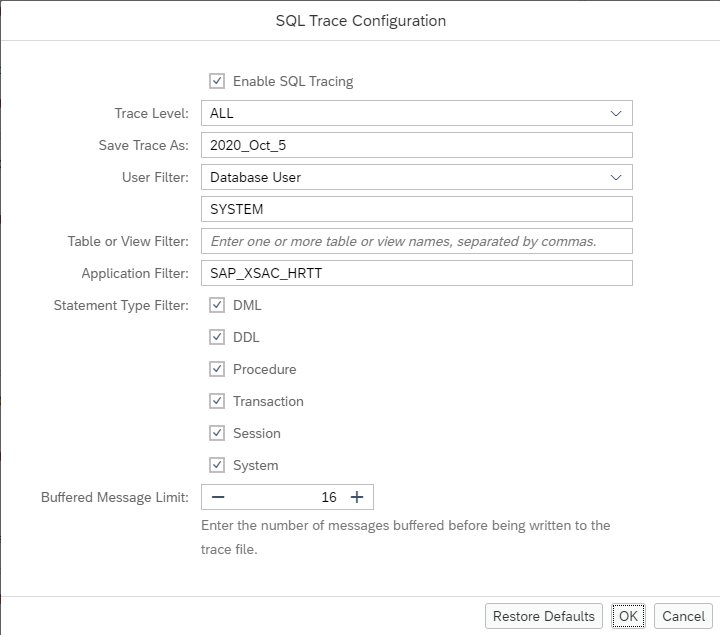 SQL Trace Configuration
Enable SQL Tracing
Trace Level: ALL
Save Trace As: 2020_Oct_5
User Filter: Database User
SYSTEM
Table or View Filter: Enter one or more table or view names, separated by commas.
Application Filter: SAP_XSAC_HRTT
Statement Type Filter: DML
DDL
Procedure
Transaction
Session
System
Buffered Message Limit: 16
Enter the number of messages buffered before being written to the
trace file.
Restore Defaults OK Cancel